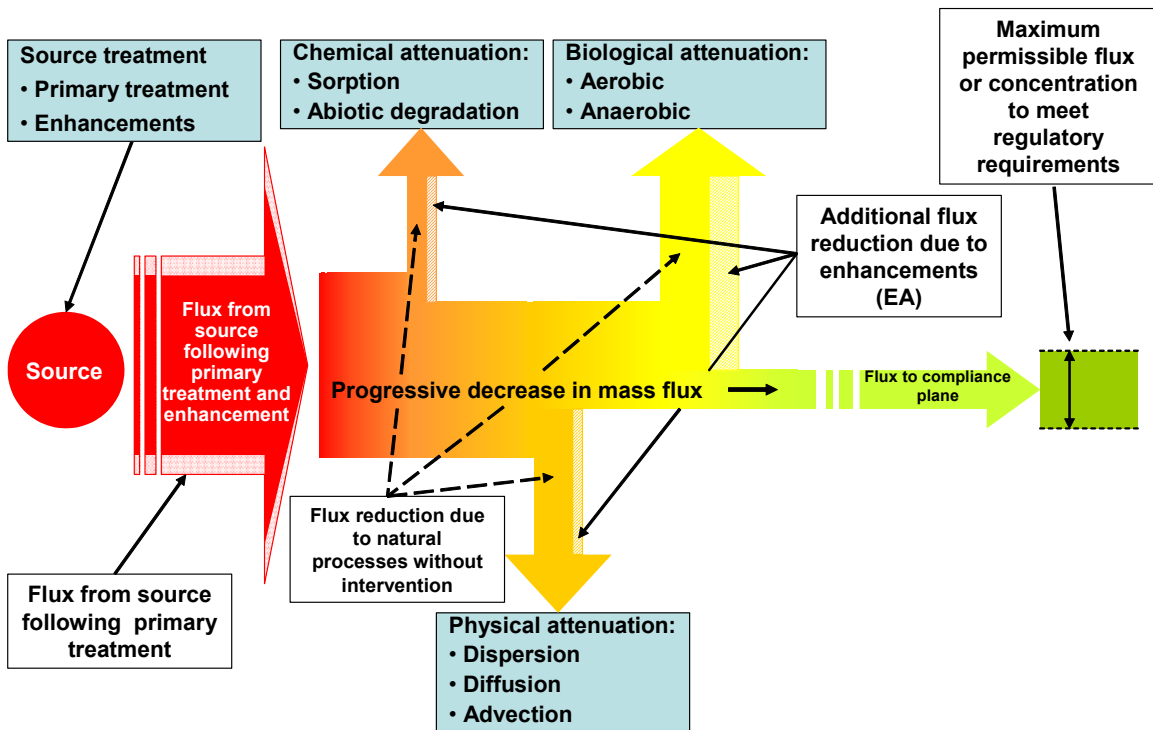 Source treatment
• Primary treatment
• Enhancements
Chemical attenuation:
• Sorption
• Abiotic degradation
Biological attenuation:
• Aerobic
• Anaerobic
Maximum
permissible flux
or concentration
to meet
regulatory
requirements
Additional flux
reduction due to
enhancements
(EA)
Source
Flux from
source
following
primary
treatment and
enhancement
Progressive decrease in mass flux
Flux to compliance
plane
Flux reduction due
to natural
processes without
intervention
Flux from source
following primary
treatment
Physical attenuation:
• Dispersion
• Diffusion
• Advection